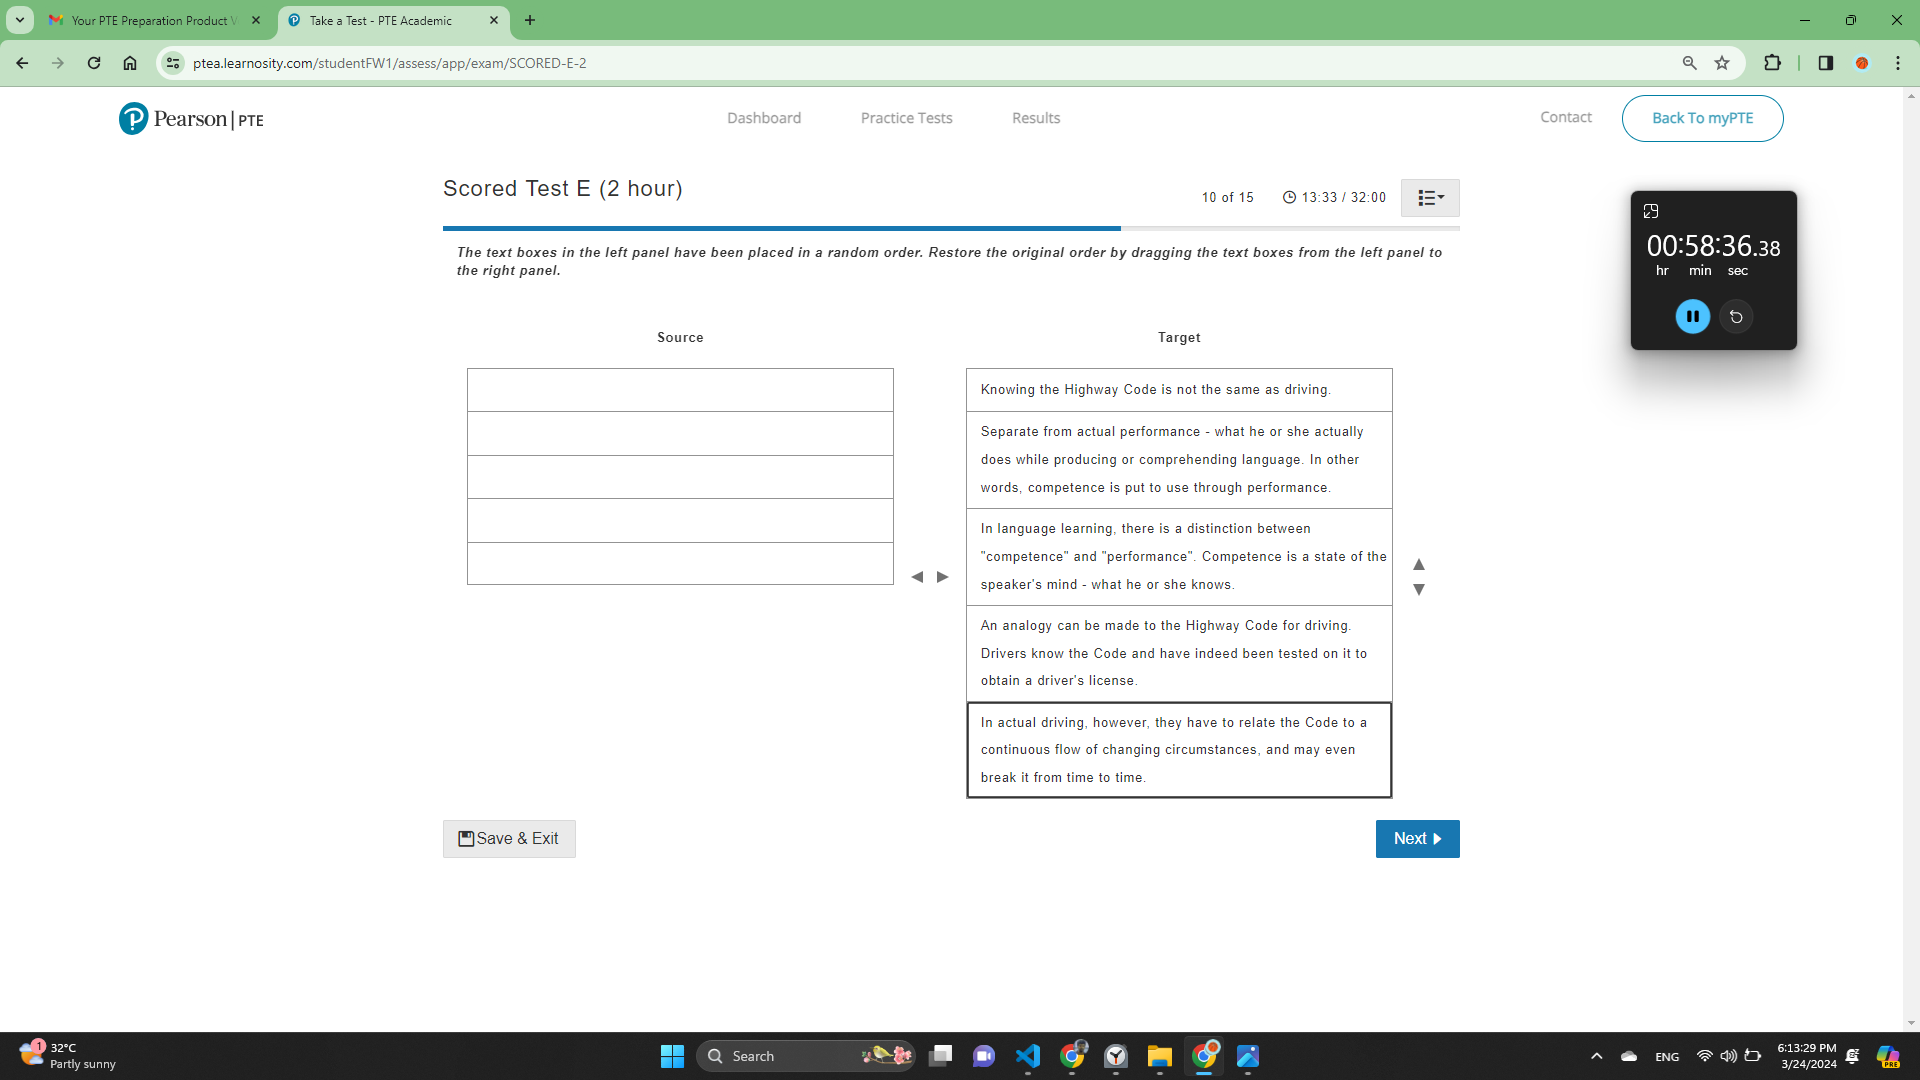 Your PTE Preparation Product V
Take a Test - PTE Academic
ptea.learnosity.com/studentFW1/assess/app/exam/SCORED-E-2
Pearson | PTE
Dashboard
Practice Tests
Results
Contact
Back To myPTE
Scored Test E (2 hour)
10 of 15
13:33 / 32:00
00:58:36.38
hr min sec
The text boxes in the left panel have been placed in a random order. Restore the original order by dragging the text boxes from the left panel to
the right panel.
Source
Target
Knowing the Highway Code is not the same as driving.
Separate from actual performance - what he or she actually
does while producing or comprehending language. In other
words, competence is put to use through performance.
In language learning, there is a distinction between
"competence" and "performance". Competence is a state of the
speaker's mind - what he or she knows.
An analogy can be made to the Highway Code for driving.
Drivers know the Code and have indeed been tested on it to
obtain a driver's license.
In actual driving, however, they have to relate the Code to a
continuous flow of changing circumstances, and may even
break it from time to time.
Save & Exit
Next
1
32°C
Partly sunny
Search
ENG
6:13:29 PM
3/24/2024
PRE